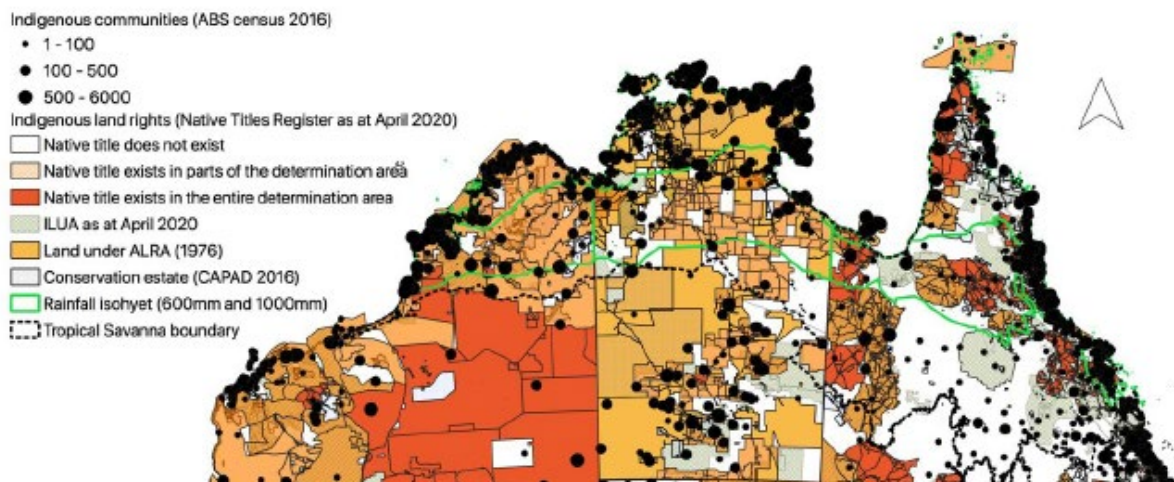 Indigenous communities (ABS census 2016)
1 - 100
100 - 500
500 - 6000
Indigenous land rights (Native Titles Register as at April 2020)
Native title does not exist
Native title exists in parts of the determination area
Native title exists in the entire determination area
ILUA as at April 2020
Land under ALRA (1976)
Conservation estate (CAPAD 2016)
Rainfall isohyet (600mm and 1000mm)
Tropical Savanna boundary